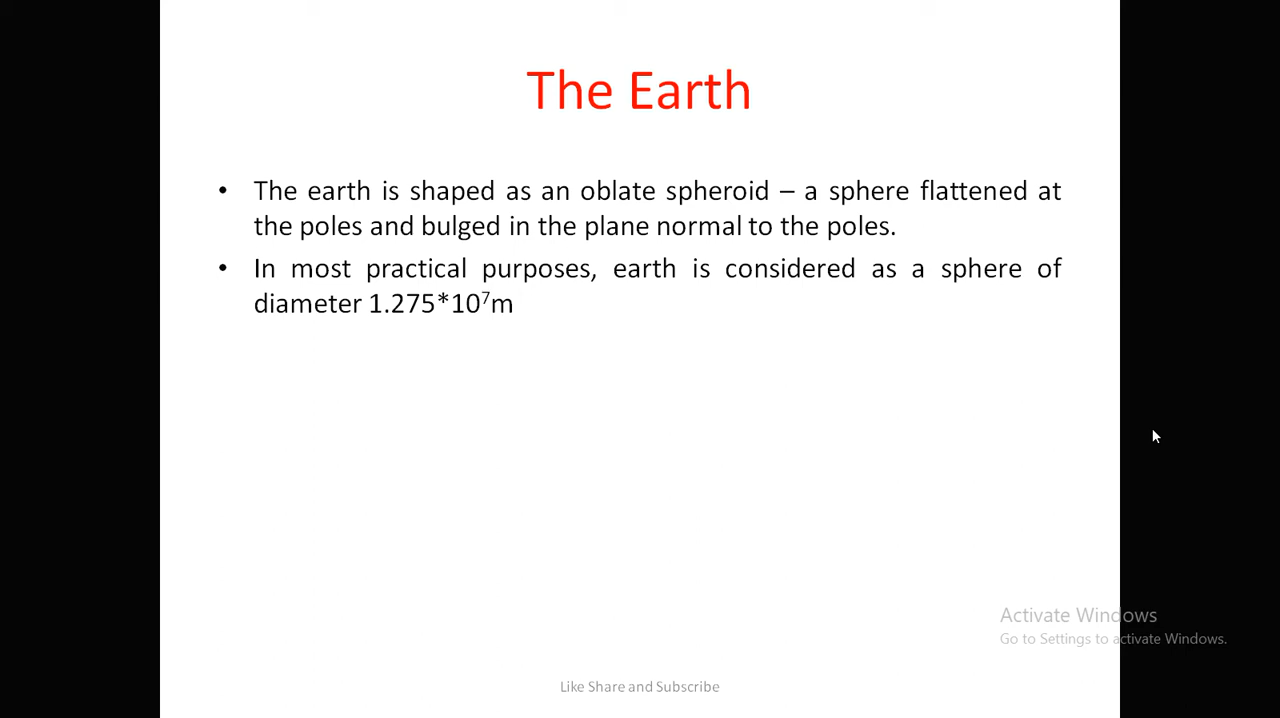 The Earth
• The earth is shaped as an oblate spheroid – a sphere flattened at
the poles and bulged in the plane normal to the poles.
• In most practical purposes, earth is considered as a sphere of
diameter 1.275*10⁷m
Activate Windows
Go to Settings to activate Windows.
Like Share and Subscribe